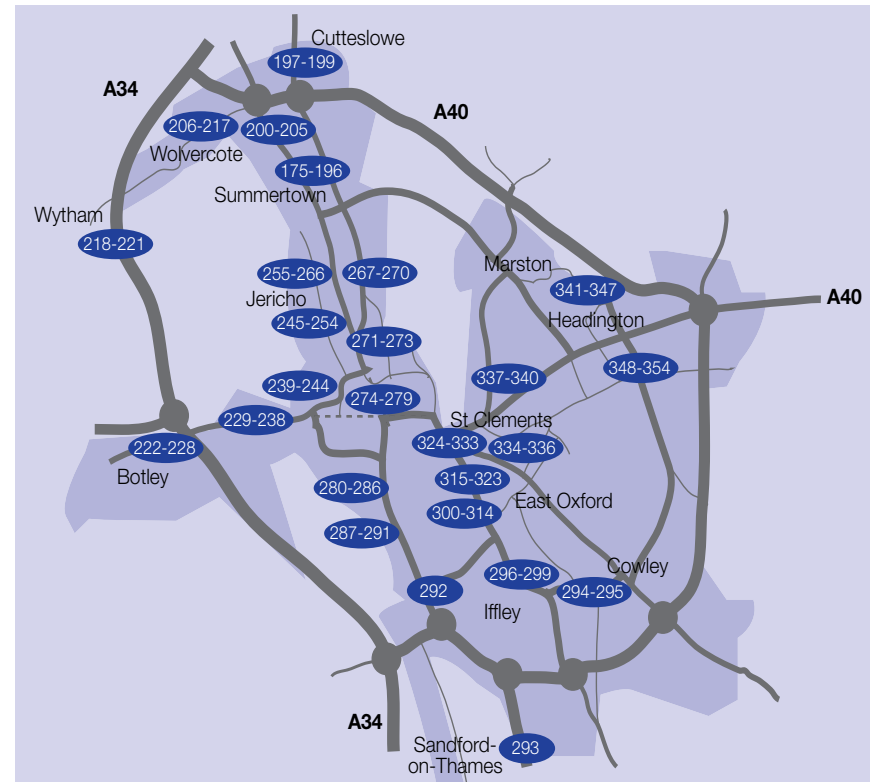 Cutteslowe
197-199
A34
A40
206-217
200-205
Wolvercote
175-196
Summertown
Wytham
218-221
255-266
267-270
Marston
341-347
Jericho
A40
245-254
Headington
271-273
348-354
337-340
239-244
274-279
229-238
St Clements
324-333
334-336
222-228
Botley
315-323
280-286
East Oxford
300-314
287-291
Cowley
296-299
292
294-295
Iffley
A34
Sandford-
on-Thames
293